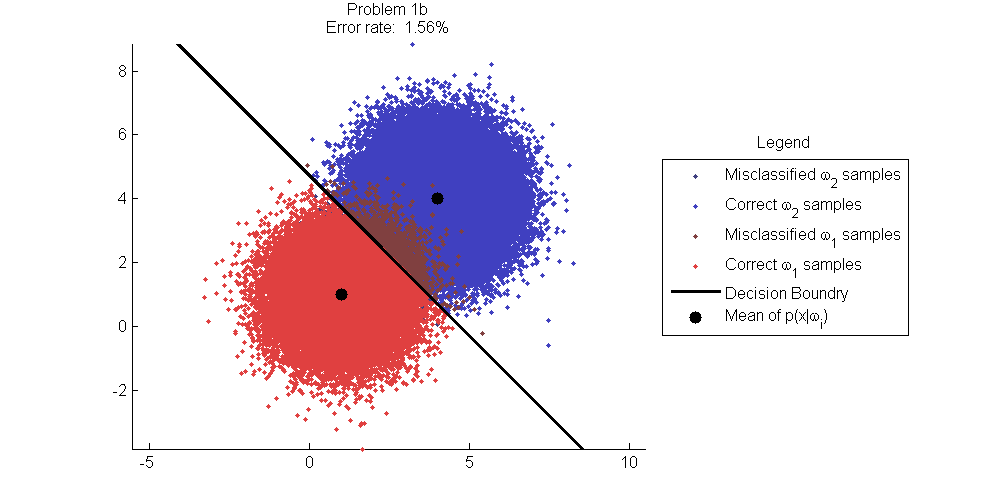 Problem 1b
Error rate: 1.56%
8
6
4
2
0
-2
-5
0
5
10
Legend
Misclassified ω₂ samples
Correct ω₂ samples
Misclassified ω₁ samples
Correct ω₁ samples
Decision Boundry
Mean of p(x|ωᵢ)